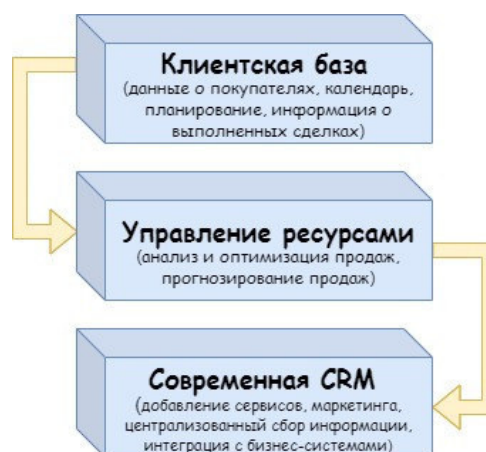 Клиентская база
(данные о покупателях, календарь,
планирование, информация о
выполненных сделках)
Управление ресурсами
(анализ и оптимизация продаж,
прогнозирование продаж)
Современная CRM
(добавление сервисов, маркетинга,
централизованный сбор информации,
интеграция с бизнес-системами)